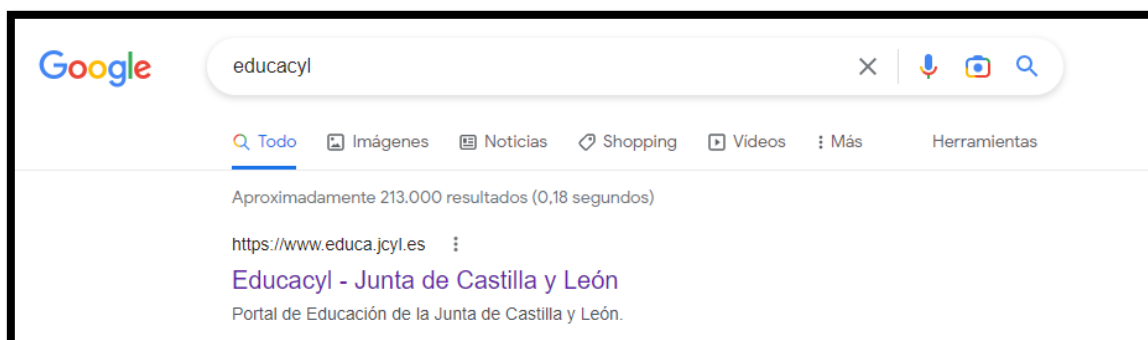 Google
educacyl
Todo Imágenes Noticias Shopping Vídeos Más Herramientas
Aproximadamente 213.000 resultados (0,18 segundos)
https://www.educa.jcyl.es
Educacyl - Junta de Castilla y León
Portal de Educación de la Junta de Castilla y León.